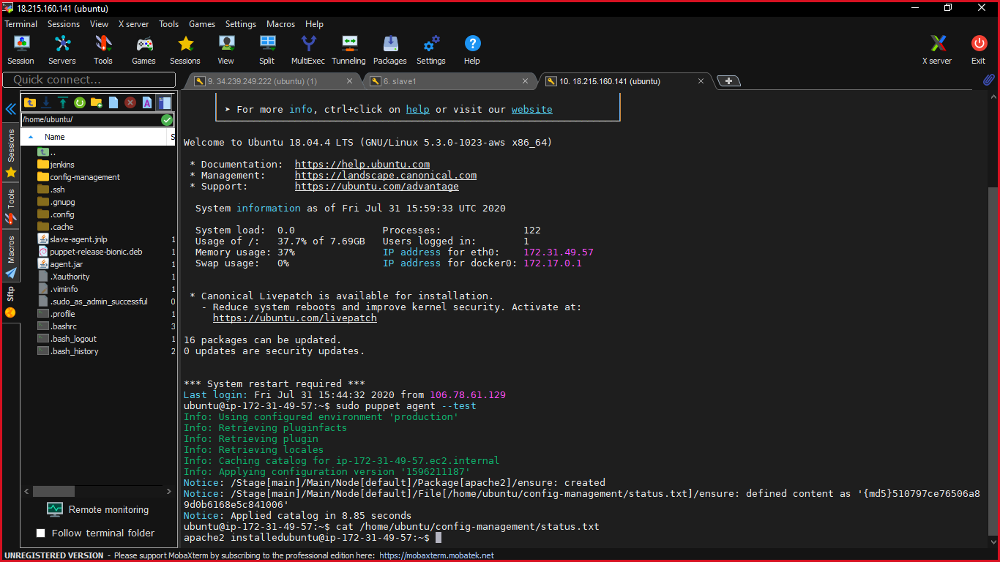 18.215.160.141 (ubuntu)
Terminal Sessions View X server Tools Games Settings Macros Help
Session Servers Tools Games Sessions View Split MultiExec Tunneling Packages Settings Help X server Exit
Quick connect...
9. 34.239.249.222 (ubuntu) (1)
6. slave1
10. 18.215.160.141 (ubuntu)
Sessions
Tools
Macros
Sftp
/home/ubuntu/
Name S
..
jenkins
config-management
.ssh
.gnupg
.config
.cache
slave-agent.jnlp 1
puppet-release-bionic.deb 1
agent.jar 1
.Xauthority 1
.viminfo 1
.sudo_as_admin_successful 0
.profile 1
.bashrc 3
.bash_logout 1
.bash_history 2
Remote monitoring
Follow terminal folder
➤ For more info, ctrl+click on help or visit our website
Welcome to Ubuntu 18.04.4 LTS (GNU/Linux 5.3.0-1023-aws x86_64)
* Documentation: https://help.ubuntu.com
* Management: https://landscape.canonical.com
* Support: https://ubuntu.com/advantage
System information as of Fri Jul 31 15:59:33 UTC 2020
System load: 0.0 Processes: 122
Usage of /: 37.7% of 7.69GB Users logged in: 1
Memory usage: 37% IP address for eth0: 172.31.49.57
Swap usage: 0% IP address for docker0: 172.17.0.1
* Canonical Livepatch is available for installation.
- Reduce system reboots and improve kernel security. Activate at:
https://ubuntu.com/livepatch
16 packages can be updated.
0 updates are security updates.
*** System restart required ***
Last login: Fri Jul 31 15:44:32 2020 from 106.78.61.129
ubuntu@ip-172-31-49-57:~$ sudo puppet agent --test
Info: Using configured environment 'production'
Info: Retrieving pluginfacts
Info: Retrieving plugin
Info: Retrieving locales
Info: Caching catalog for ip-172-31-49-57.ec2.internal
Info: Applying configuration version '1596211187'
Notice: /Stage[main]/Main/Node[default]/Package[apache2]/ensure: created
Notice: /Stage[main]/Main/Node[default]/File[/home/ubuntu/config-management/status.txt]/ensure: defined content as '{md5}510797ce76506a8
9d0b6168e5c841006'
Notice: Applied catalog in 8.85 seconds
ubuntu@ip-172-31-49-57:~$ cat /home/ubuntu/config-management/status.txt
apache2 installedubuntu@ip-172-31-49-57:~$
UNREGISTERED VERSION - Please support MobaXterm by subscribing to the professional edition here: https://mobaxterm.mobatek.net